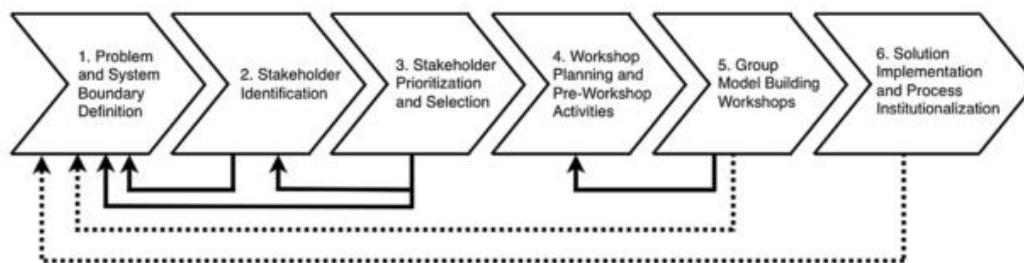 1. Problem
and System
Boundary
Definition
2. Stakeholder
Identification
3. Stakeholder
Prioritization
and Selection
4. Workshop
Planning and
Pre-Workshop
Activities
5. Group
Model Building
Workshops
6. Solution
Implementation
and Process
Institutionalization